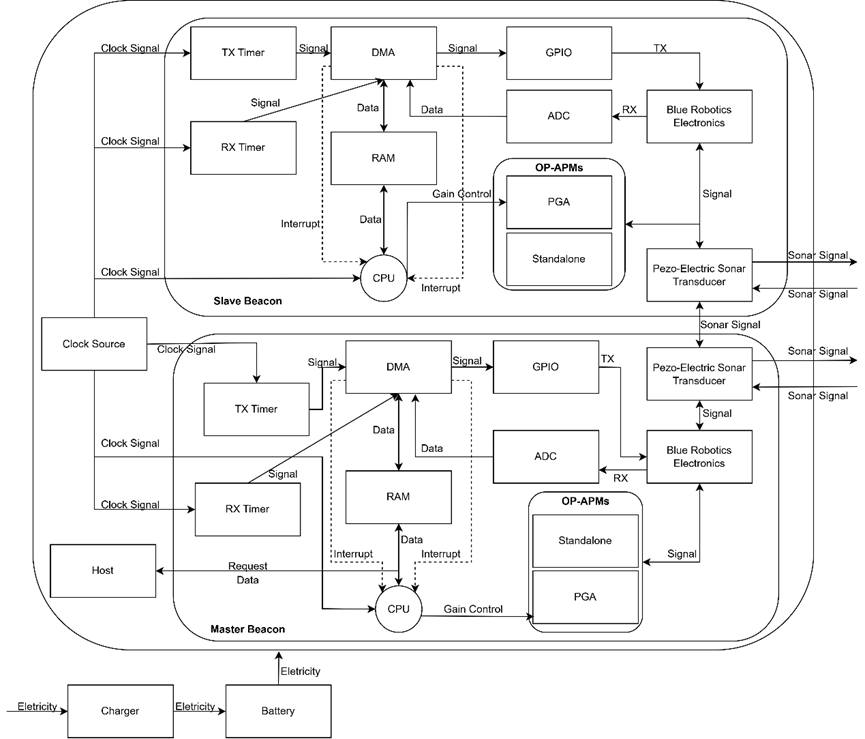 Clock Signal
TX Timer
Signal
DMA
Signal
GPIO
TX
Signal
Data
Data
ADC
RX
Blue Robotics
Electronics
Clock Signal
RX Timer
RAM
OP-APMs
Gain Control
PGA
Signal
Interrupt
Data
Standalone
Clock Signal
CPU
Interrupt
Pezo-Electric Sonar
Transducer
Sonar Signal
Sonar Signal
Slave Beacon
Clock Source
Clock Signal
Sonar Signal
Signal
DMA
Signal
GPIO
TX
Pezo-Electric Sonar
Transducer
Sonar Signal
Sonar Signal
TX Timer
Signal
Data
Data
Clock Signal
ADC
RX
Blue Robotics
Electronics
Signal
RAM
OP-APMs
Clock Signal
RX Timer
Data
Standalone
Interrupt
Interrupt
Signal
Host
Request
Data
CPU
Gain Control
PGA
Master Beacon
Eletricity
Eletricity
Charger
Eletricity
Battery